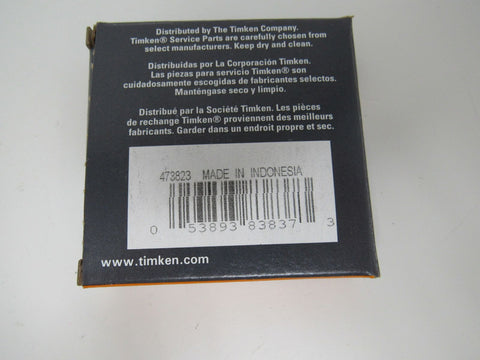 Distributed by The Timken Company.
Timken® Service Parts are carefully chosen from
select manufacturers. Keep dry and clean.
Distribuidas por La Corporación Timken.
Las piezas para servicio Timken® son
cuidadosamente escogidas de fabricantes selectos.
Manténgase seco y limpio.
Distribué par la Société Timken. Les pièces
de rechange Timken® proviennent des meilleurs
fabricants. Garder dans un endroit propre et sec.
473823 MADE IN INDONESIA
0 53893 83837 3
www.timken.com